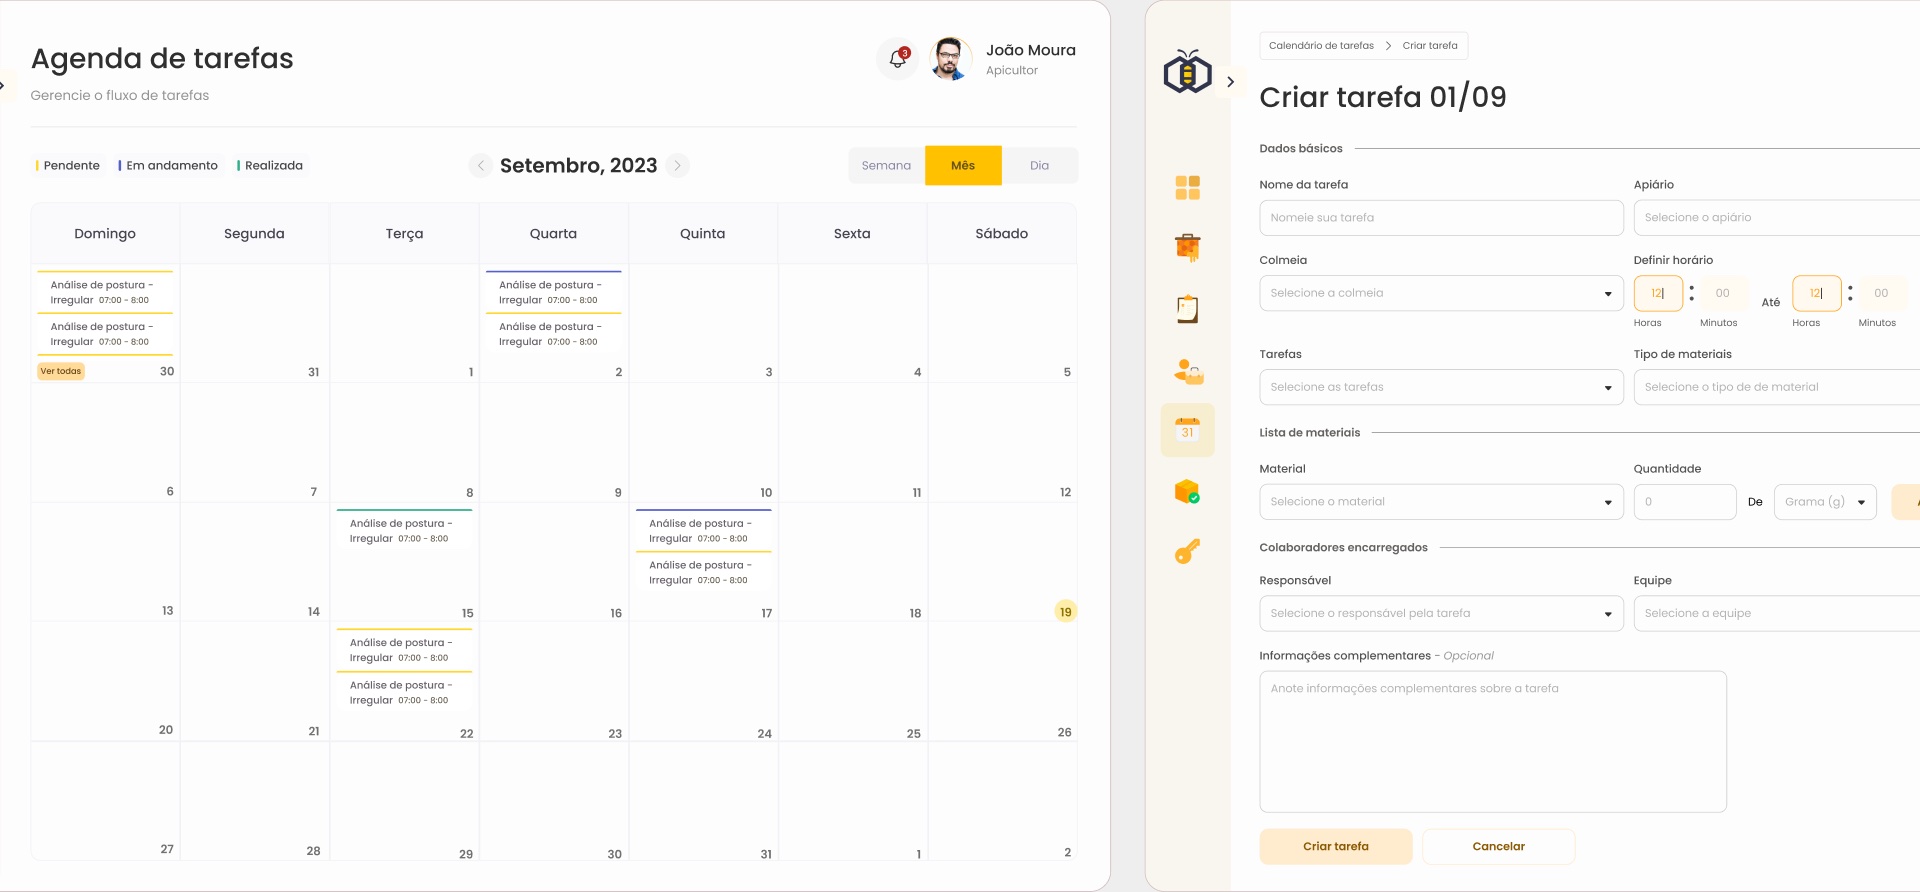 Agenda de tarefas
Gerencie o fluxo de tarefas
3
João Moura
Apicultor
Pendente
Em andamento
Realizada
Setembro, 2023
Semana
Mês
Dia
Domingo
Segunda
Terça
Quarta
Quinta
Sexta
Sábado
Análise de postura -
Irregular 07:00 - 8:00
Análise de postura -
Irregular 07:00 - 8:00
Ver todas
30
31
1
Análise de postura -
Irregular 07:00 - 8:00
Análise de postura -
Irregular 07:00 - 8:00
2
3
4
5
6
7
8
9
10
11
12
13
14
Análise de postura -
Irregular 07:00 - 8:00
15
16
Análise de postura -
Irregular 07:00 - 8:00
Análise de postura -
Irregular 07:00 - 8:00
17
18
19
20
21
Análise de postura -
Irregular 07:00 - 8:00
Análise de postura -
Irregular 07:00 - 8:00
22
23
24
25
26
27
28
29
30
31
1
2
31
Calendário de tarefas
Criar tarefa
Criar tarefa 01/09
Dados básicos
Nome da tarefa
Nomeie sua tarefa
Apiário
Selecione o apiário
Colmeia
Selecione a colmeia
Definir horário
12
:
00
Até
12
:
00
Horas
Minutos
Horas
Minutos
Tarefas
Selecione as tarefas
Tipo de materiais
Selecione o tipo de de material
Lista de materiais
Material
Selecione o material
Quantidade
0
De
Grama (g)
Colaboradores encarregados
Responsável
Selecione o responsável pela tarefa
Equipe
Selecione a equipe
Informações complementares - Opcional
Anote informações complementares sobre a tarefa
Criar tarefa
Cancelar